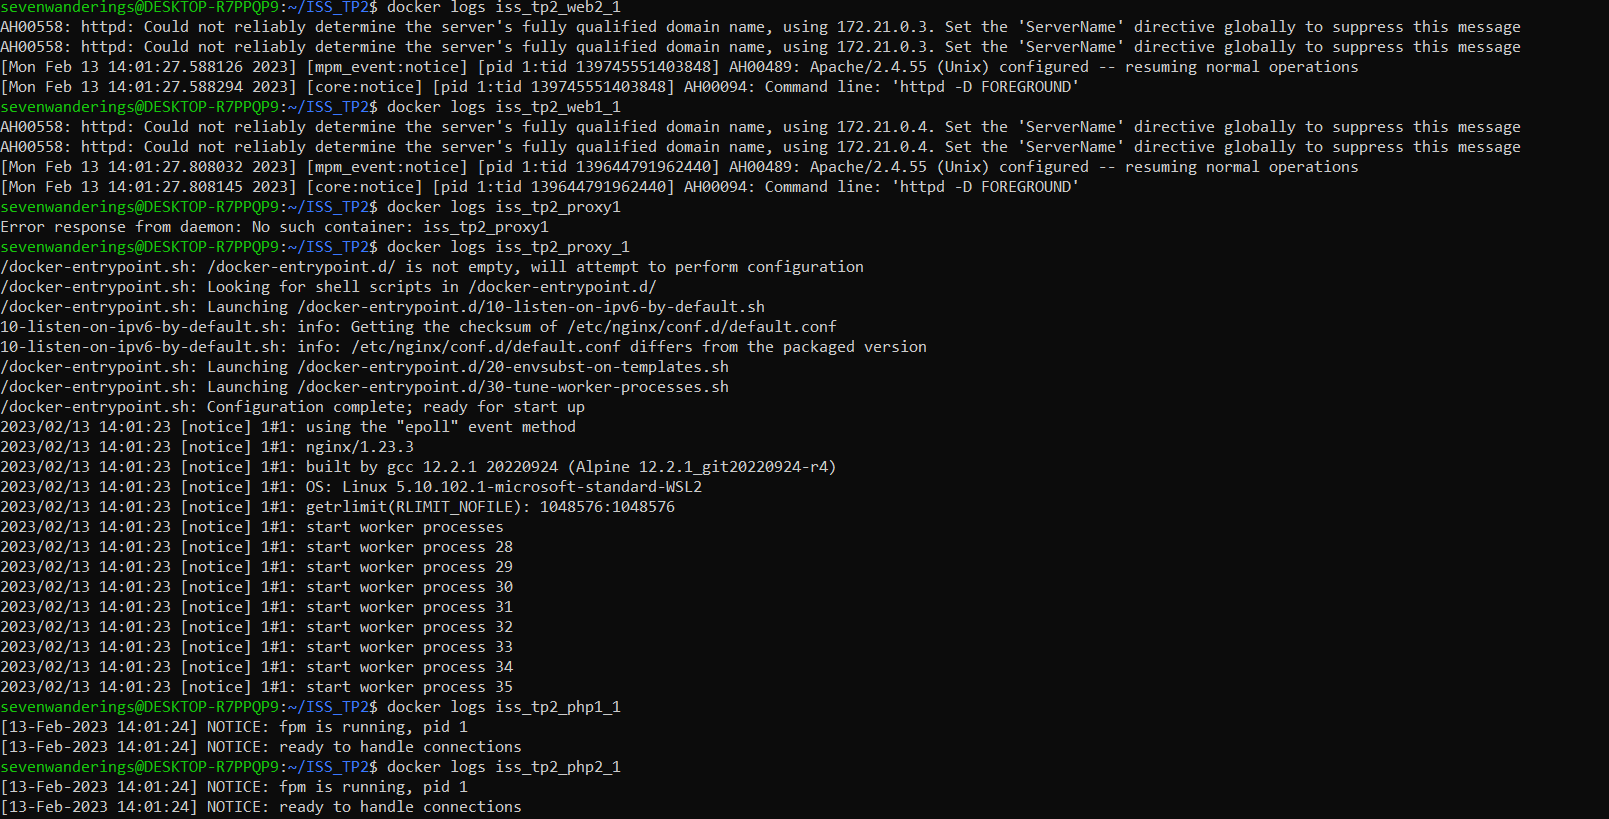 sevenwanderings@DESKTOP-R7PPQP9:~/ISS_TP2$ docker logs iss_tp2_web2_1
AH00558: httpd: Could not reliably determine the server's fully qualified domain name, using 172.21.0.3. Set the 'ServerName' directive globally to suppress this message
AH00558: httpd: Could not reliably determine the server's fully qualified domain name, using 172.21.0.3. Set the 'ServerName' directive globally to suppress this message
[Mon Feb 13 14:01:27.588126 2023] [mpm_event:notice] [pid 1:tid 139745551403848] AH00489: Apache/2.4.55 (Unix) configured -- resuming normal operations
[Mon Feb 13 14:01:27.588294 2023] [core:notice] [pid 1:tid 139745551403848] AH00094: Command line: 'httpd -D FOREGROUND'
sevenwanderings@DESKTOP-R7PPQP9:~/ISS_TP2$ docker logs iss_tp2_web1_1
AH00558: httpd: Could not reliably determine the server's fully qualified domain name, using 172.21.0.4. Set the 'ServerName' directive globally to suppress this message
AH00558: httpd: Could not reliably determine the server's fully qualified domain name, using 172.21.0.4. Set the 'ServerName' directive globally to suppress this message
[Mon Feb 13 14:01:27.808032 2023] [mpm_event:notice] [pid 1:tid 139644791962440] AH00489: Apache/2.4.55 (Unix) configured -- resuming normal operations
[Mon Feb 13 14:01:27.808145 2023] [core:notice] [pid 1:tid 139644791962440] AH00094: Command line: 'httpd -D FOREGROUND'
sevenwanderings@DESKTOP-R7PPQP9:~/ISS_TP2$ docker logs iss_tp2_proxy1
Error response from daemon: No such container: iss_tp2_proxy1
sevenwanderings@DESKTOP-R7PPQP9:~/ISS_TP2$ docker logs iss_tp2_proxy_1
/docker-entrypoint.sh: /docker-entrypoint.d/ is not empty, will attempt to perform configuration
/docker-entrypoint.sh: Looking for shell scripts in /docker-entrypoint.d/
/docker-entrypoint.sh: Launching /docker-entrypoint.d/10-listen-on-ipv6-by-default.sh
10-listen-on-ipv6-by-default.sh: info: Getting the checksum of /etc/nginx/conf.d/default.conf
10-listen-on-ipv6-by-default.sh: info: /etc/nginx/conf.d/default.conf differs from the packaged version
/docker-entrypoint.sh: Launching /docker-entrypoint.d/20-envsubst-on-templates.sh
/docker-entrypoint.sh: Launching /docker-entrypoint.d/30-tune-worker-processes.sh
/docker-entrypoint.sh: Configuration complete; ready for start up
2023/02/13 14:01:23 [notice] 1#1: using the "epoll" event method
2023/02/13 14:01:23 [notice] 1#1: nginx/1.23.3
2023/02/13 14:01:23 [notice] 1#1: built by gcc 12.2.1 20220924 (Alpine 12.2.1_git20220924-r4)
2023/02/13 14:01:23 [notice] 1#1: OS: Linux 5.10.102.1-microsoft-standard-WSL2
2023/02/13 14:01:23 [notice] 1#1: getrlimit(RLIMIT_NOFILE): 1048576:1048576
2023/02/13 14:01:23 [notice] 1#1: start worker processes
2023/02/13 14:01:23 [notice] 1#1: start worker process 28
2023/02/13 14:01:23 [notice] 1#1: start worker process 29
2023/02/13 14:01:23 [notice] 1#1: start worker process 30
2023/02/13 14:01:23 [notice] 1#1: start worker process 31
2023/02/13 14:01:23 [notice] 1#1: start worker process 32
2023/02/13 14:01:23 [notice] 1#1: start worker process 33
2023/02/13 14:01:23 [notice] 1#1: start worker process 34
2023/02/13 14:01:23 [notice] 1#1: start worker process 35
sevenwanderings@DESKTOP-R7PPQP9:~/ISS_TP2$ docker logs iss_tp2_php1_1
[13-Feb-2023 14:01:24] NOTICE: fpm is running, pid 1
[13-Feb-2023 14:01:24] NOTICE: ready to handle connections
sevenwanderings@DESKTOP-R7PPQP9:~/ISS_TP2$ docker logs iss_tp2_php2_1
[13-Feb-2023 14:01:24] NOTICE: fpm is running, pid 1
[13-Feb-2023 14:01:24] NOTICE: ready to handle connections